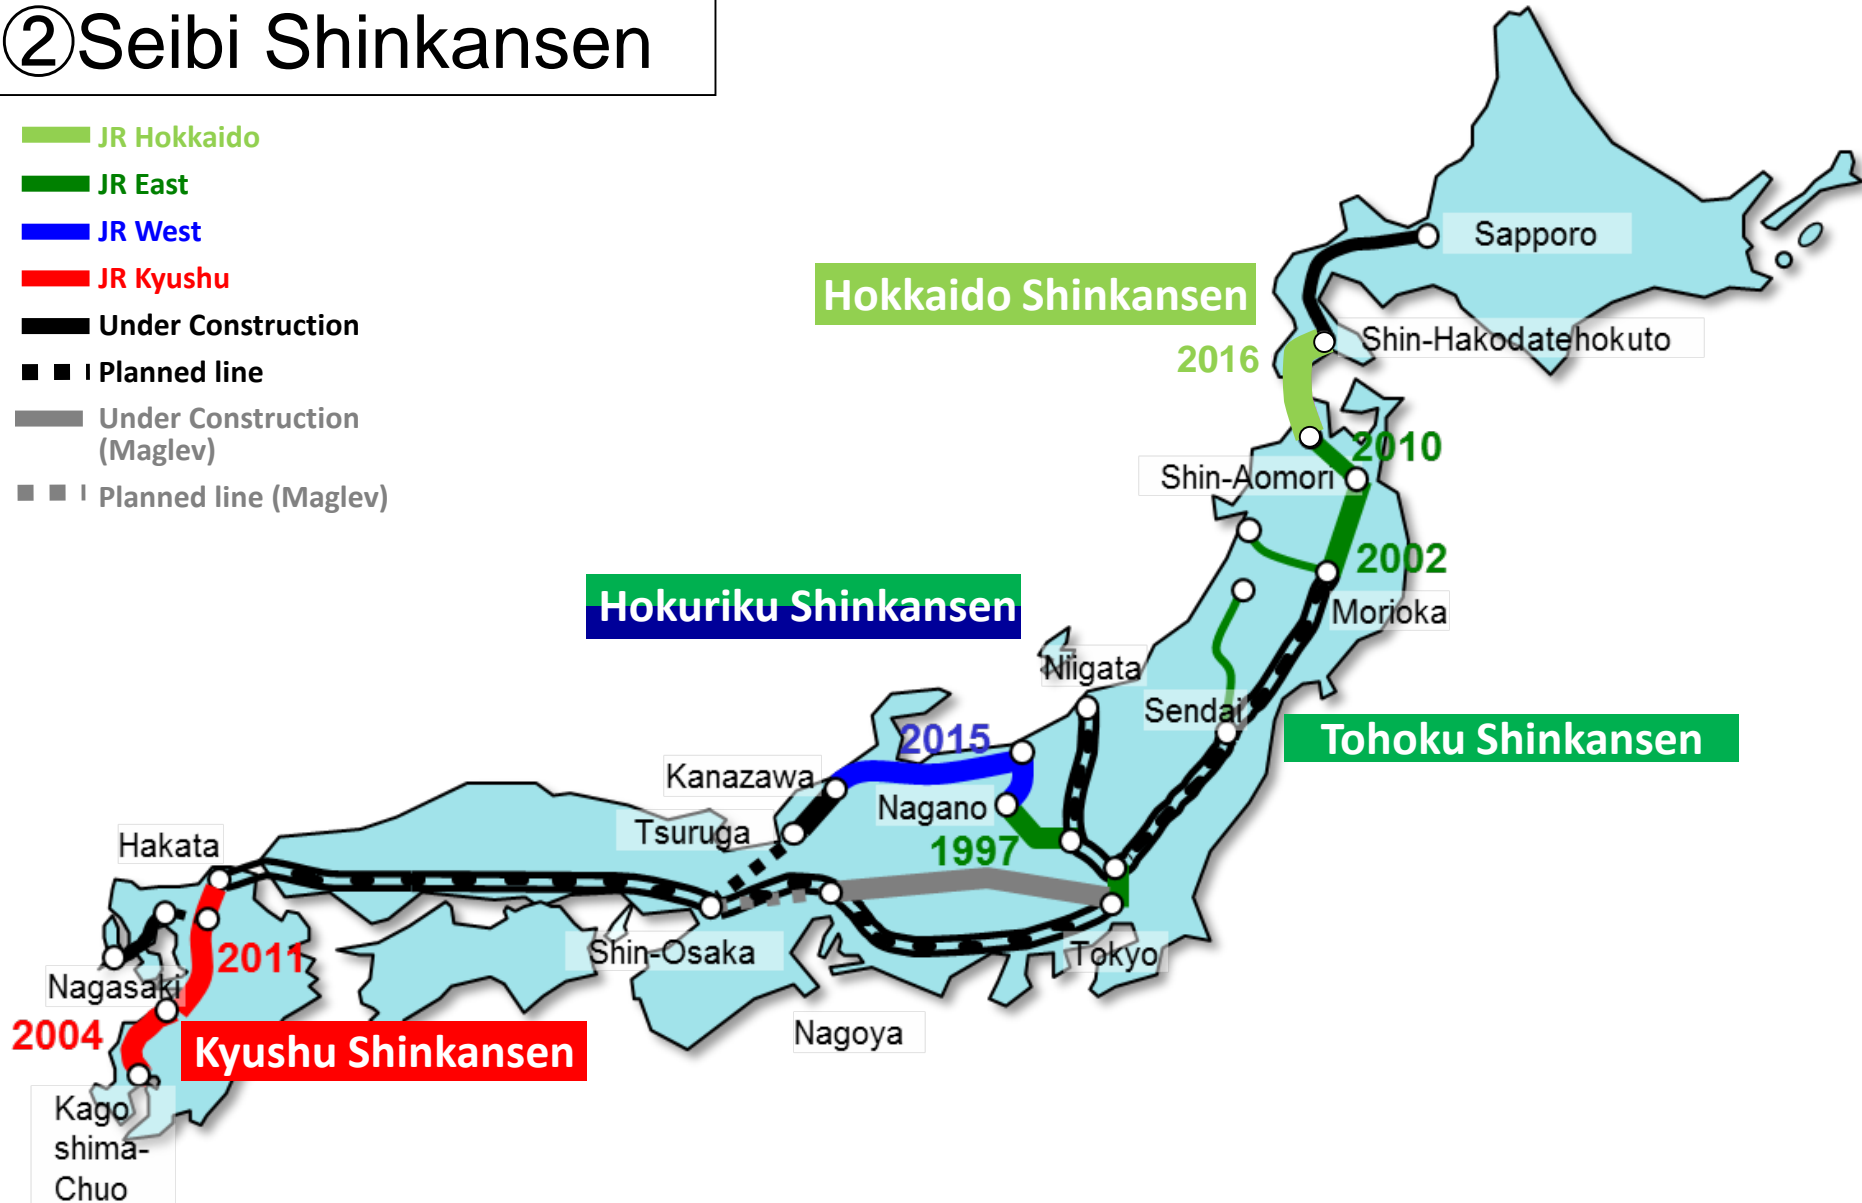 ②Seibi Shinkansen
JR Hokkaido
JR East
JR West
JR Kyushu
Under Construction
Planned line
Under Construction
(Maglev)
Planned line (Maglev)
Sapporo
Hokkaido Shinkansen
Shin-Hakodatehokuto
2016
2010
Shin-Aomori
2002
Hokuriku Shinkansen
Morioka
Niigata
Sendai
2015
Tohoku Shinkansen
Kanazawa
Nagano
Tsuruga
Hakata
1997
2011
Shin-Osaka
Tokyo
Nagasaki
2004
Nagoya
Kyushu Shinkansen
Kago
shima-
Chuo